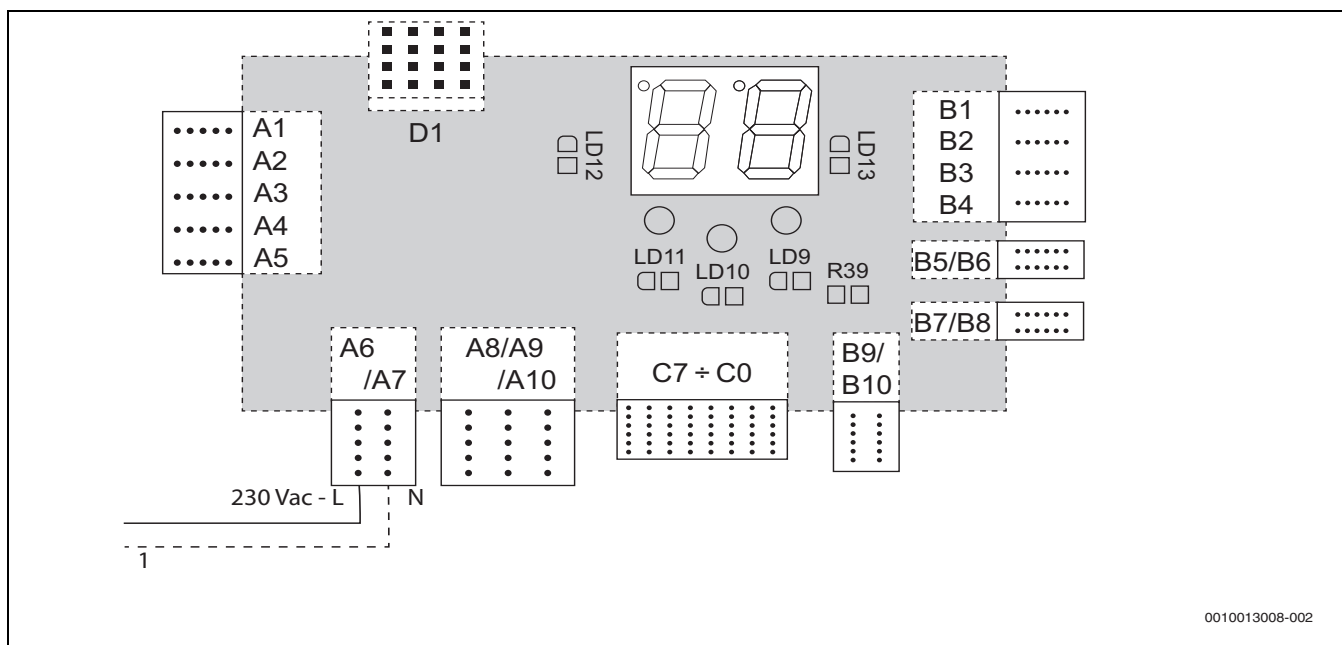 D1
A1
A2
A3
A4
A5
LD12
LD13
B1
B2
B3
B4
LD11
LD10
LD9
R39
B5/B6
B7/B8
A6
/A7
A8/A9
/A10
C7 ÷ C0
B9/
B10
230 Vac - L
N
1
0010013008-002